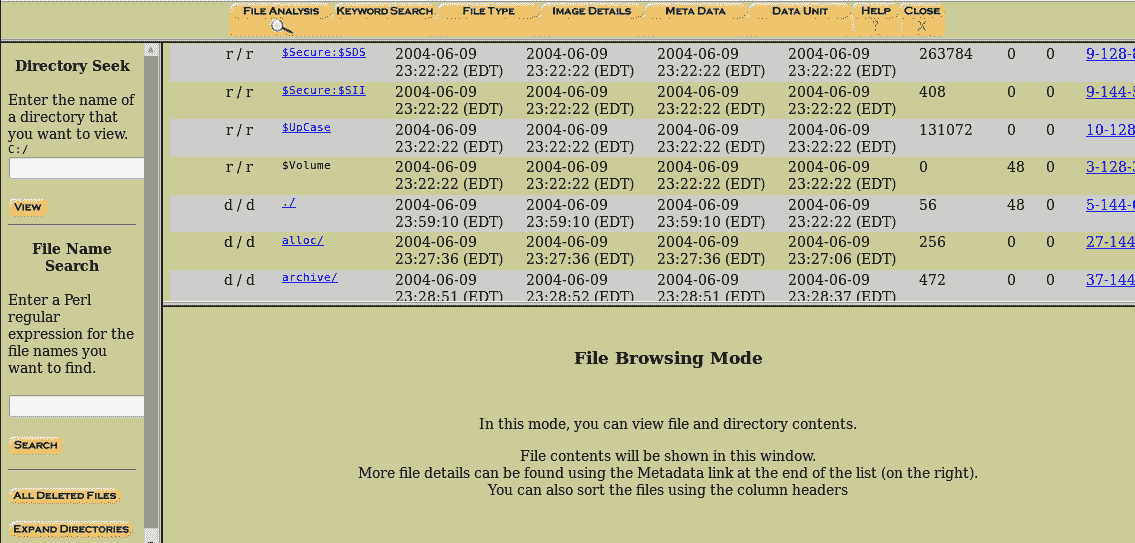 FILE ANALYSIS KEYWORD SEARCH FILE TYPE IMAGE DETAILS META DATA DATA UNIT HELP CLOSE
? X
Directory Seek
Enter the name of
a directory that
you want to view.
C:/
VIEW
File Name
Search
Enter a Perl
regular
expression for the
file names you
want to find.
SEARCH
ALL DELETED FILES
EXPAND DIRECTORIES
r / r $Secure:$SDS 2004-06-09 2004-06-09 2004-06-09 2004-06-09 263784 0 0 9-128-
23:22:22 (EDT) 23:22:22 (EDT) 23:22:22 (EDT) 23:22:22 (EDT)
r / r $Secure:$SII 2004-06-09 2004-06-09 2004-06-09 2004-06-09 408 0 0 9-144-
23:22:22 (EDT) 23:22:22 (EDT) 23:22:22 (EDT) 23:22:22 (EDT)
r / r $UpCase 2004-06-09 2004-06-09 2004-06-09 2004-06-09 131072 0 0 10-128
23:22:22 (EDT) 23:22:22 (EDT) 23:22:22 (EDT) 23:22:22 (EDT)
r / r $Volume 2004-06-09 2004-06-09 2004-06-09 2004-06-09 0 48 0 3-128-
23:22:22 (EDT) 23:22:22 (EDT) 23:22:22 (EDT) 23:22:22 (EDT)
d / d ./ 2004-06-09 2004-06-09 2004-06-09 2004-06-09 56 48 0 5-144-
23:59:10 (EDT) 23:59:10 (EDT) 23:59:10 (EDT) 23:22:22 (EDT)
d / d alloc/ 2004-06-09 2004-06-09 2004-06-09 2004-06-09 256 0 0 27-144
23:27:36 (EDT) 23:27:36 (EDT) 23:27:36 (EDT) 23:27:06 (EDT)
d / d archive/ 2004-06-09 2004-06-09 2004-06-09 2004-06-09 472 0 0 37-144
23:28:51 (EDT) 23:28:52 (EDT) 23:28:51 (EDT) 23:28:37 (EDT)
File Browsing Mode
In this mode, you can view file and directory contents.
File contents will be shown in this window.
More file details can be found using the Metadata link at the end of the list (on the right).
You can also sort the files using the column headers